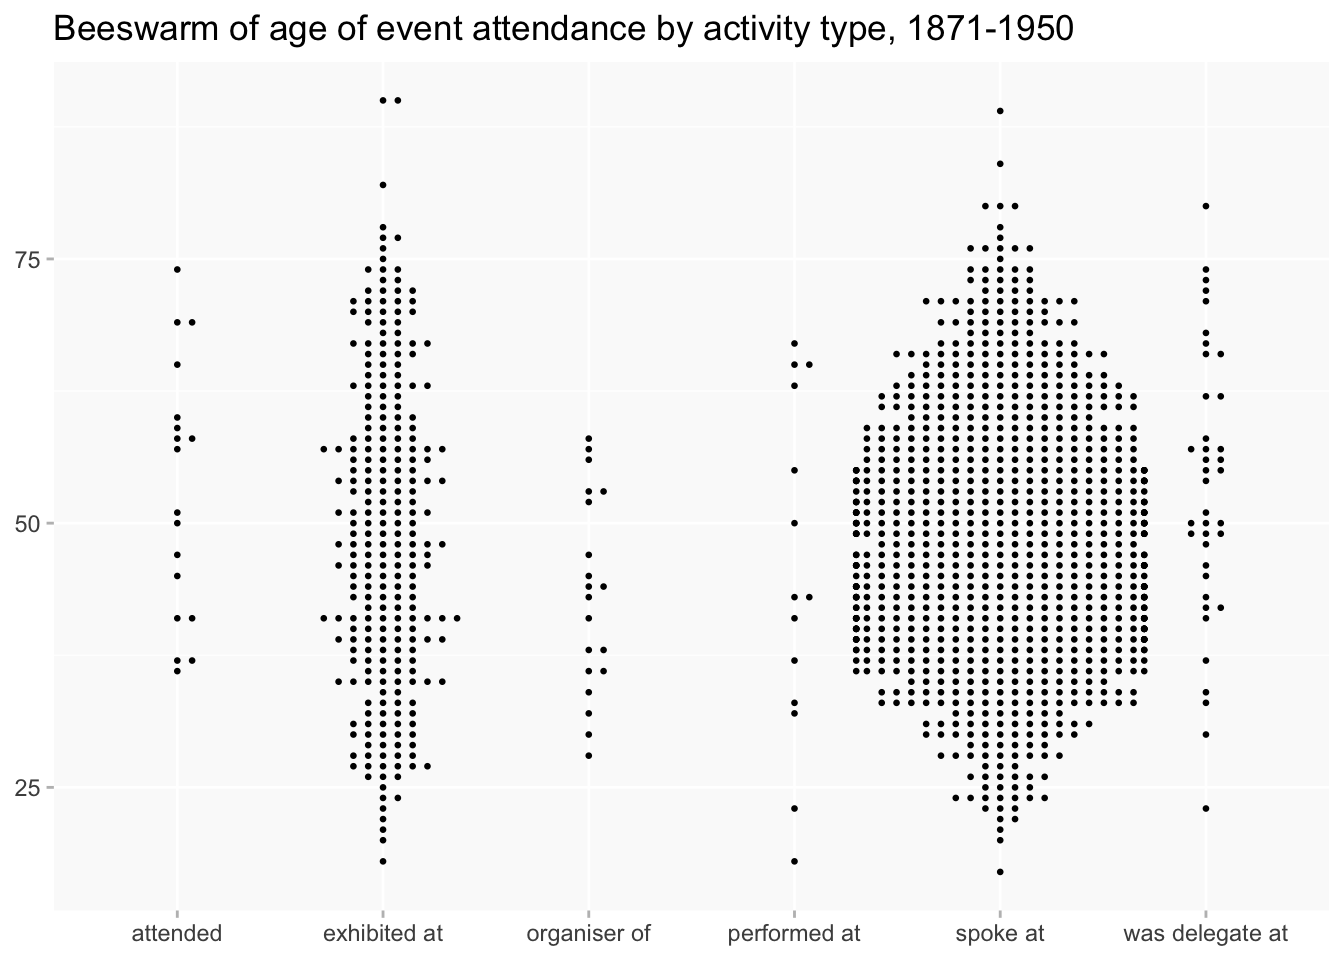 Beeswarm of age of event attendance by activity type, 1871-1950
75
50
25
attended exhibited at organiser of performed at spoke at was delegate at